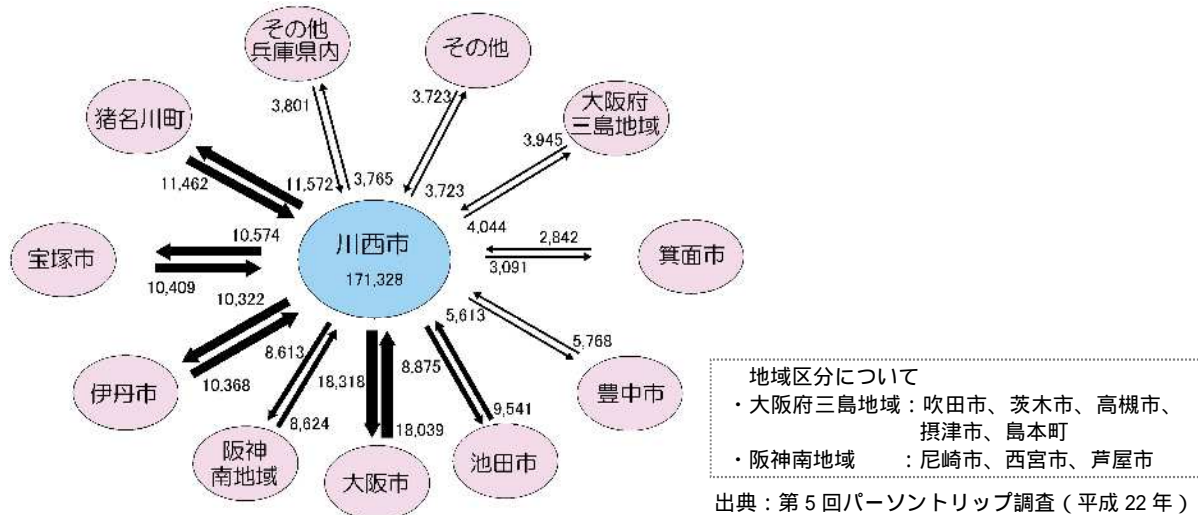 その他
兵庫県内
その他
大阪府
三島地域
猪名川町
3,801
3.723
3.945
11,462
11,572
3,765
3.723
4,044
宝塚市
10.574
10,409
川西市
171,328
2,842
3,091
箕面市
10,322
10.368
伊丹市
8.613
8,624
阪神
南地域
18,318
18,039
大阪市
8,875
9,541
池田市
5,613
5,768
豊中市
地域区分について
・大阪府三島地域：吹田市、茨木市、高槻市、
摂津市、島本町
・阪神南地域　　：尼崎市、西宮市、芦屋市
出典：第5回パーソントリップ調査（平成22年）